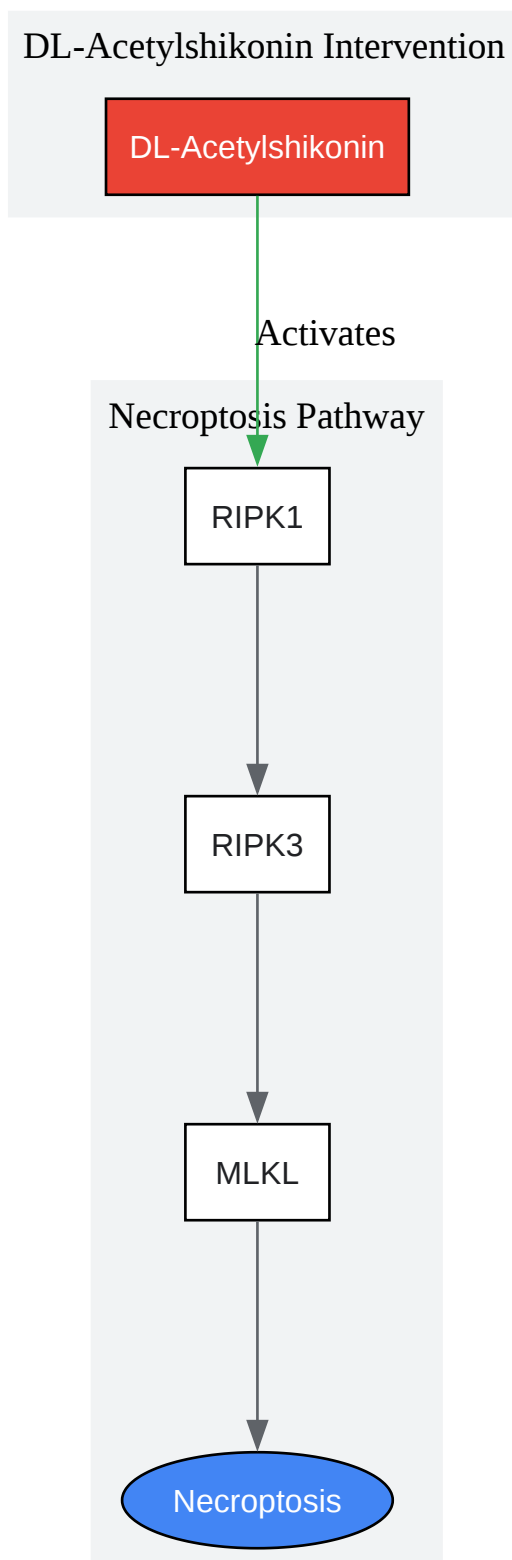 DL-Acetylshikonin Intervention
DL-Acetylshikonin
Activates
Necroptosis Pathway
RIPK1
RIPK3
MLKL
Necroptosis